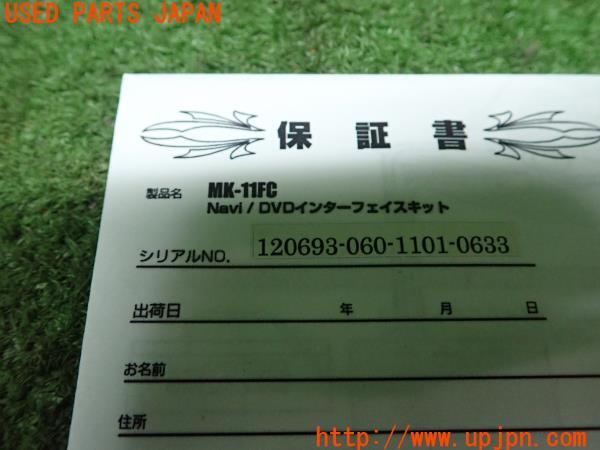 USED PARTS JAPAN
保証書
製品名 MK-11FC
Navi / DVDインターフェイスキット
シリアルNO. 120693-060-1101-0633
出荷日 年 月 日
お名前
住所
http://www.upjpn.com